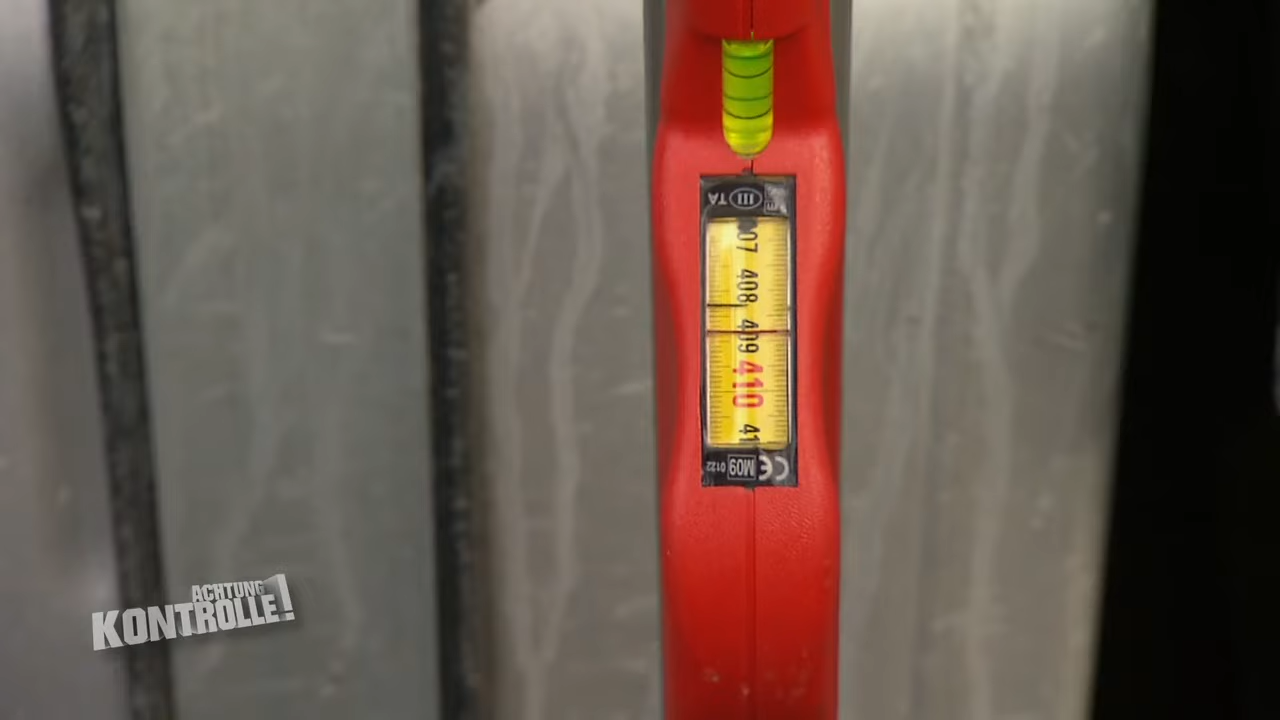 III TA
07
408
409
410
41
M09 0122
CE
ACHTUNG
KONTROLLE!